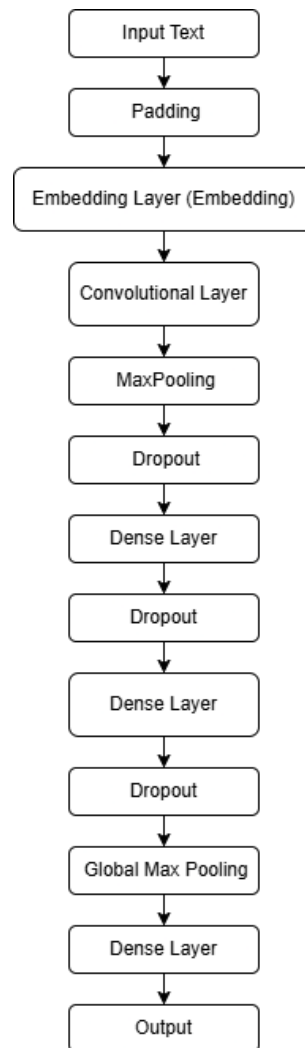 Input Text
Padding
Embedding Layer (Embedding)
Convolutional Layer
MaxPooling
Dropout
Dense Layer
Dropout
Dense Layer
Dropout
Global Max Pooling
Dense Layer
Output